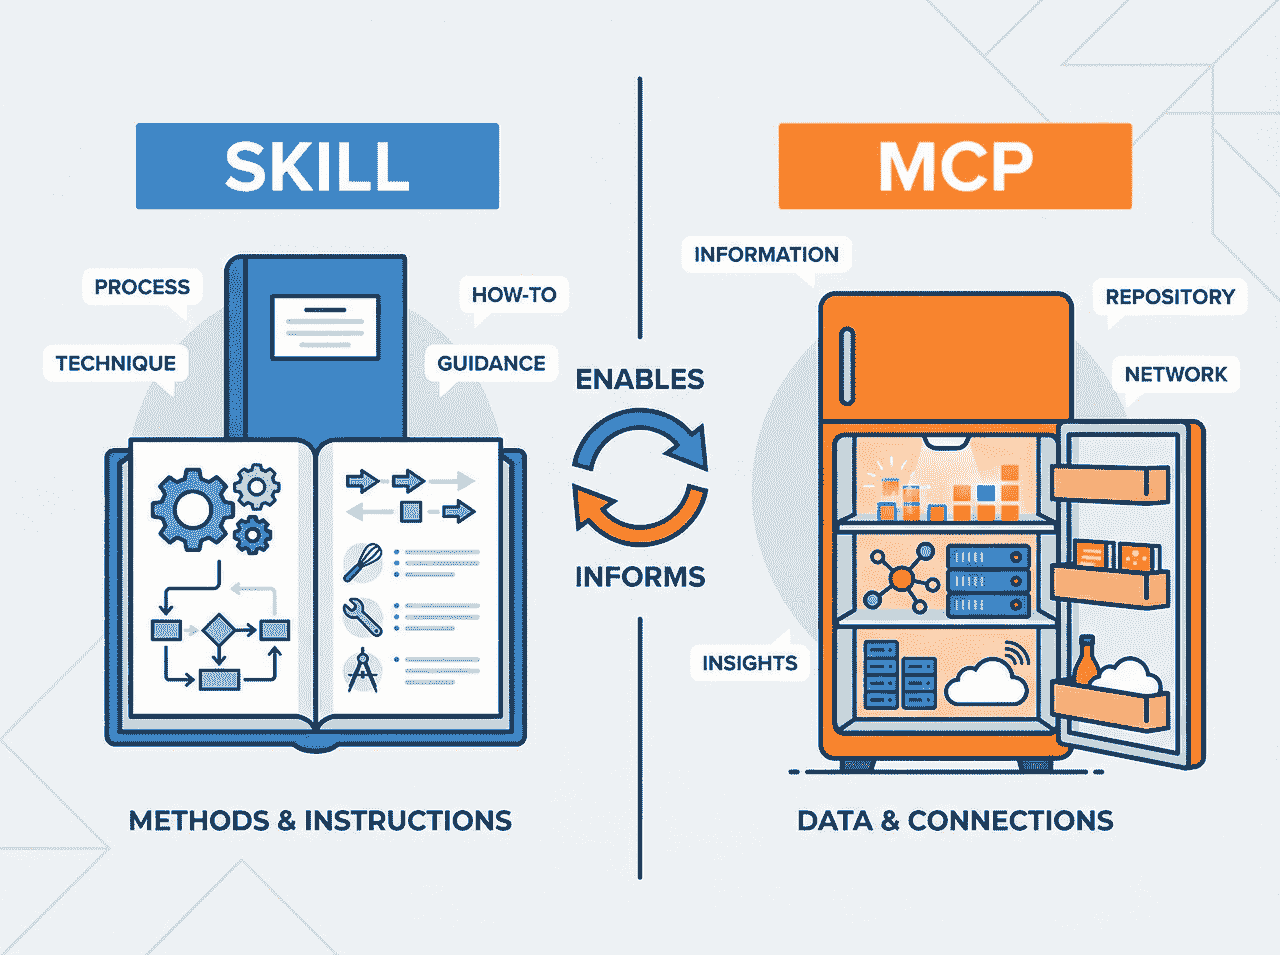 SKILL
PROCESS
HOW-TO
TECHNIQUE
GUIDANCE
METHODS & INSTRUCTIONS
ENABLES
INFORMS
MCP
INFORMATION
REPOSITORY
NETWORK
INSIGHTS
DATA & CONNECTIONS